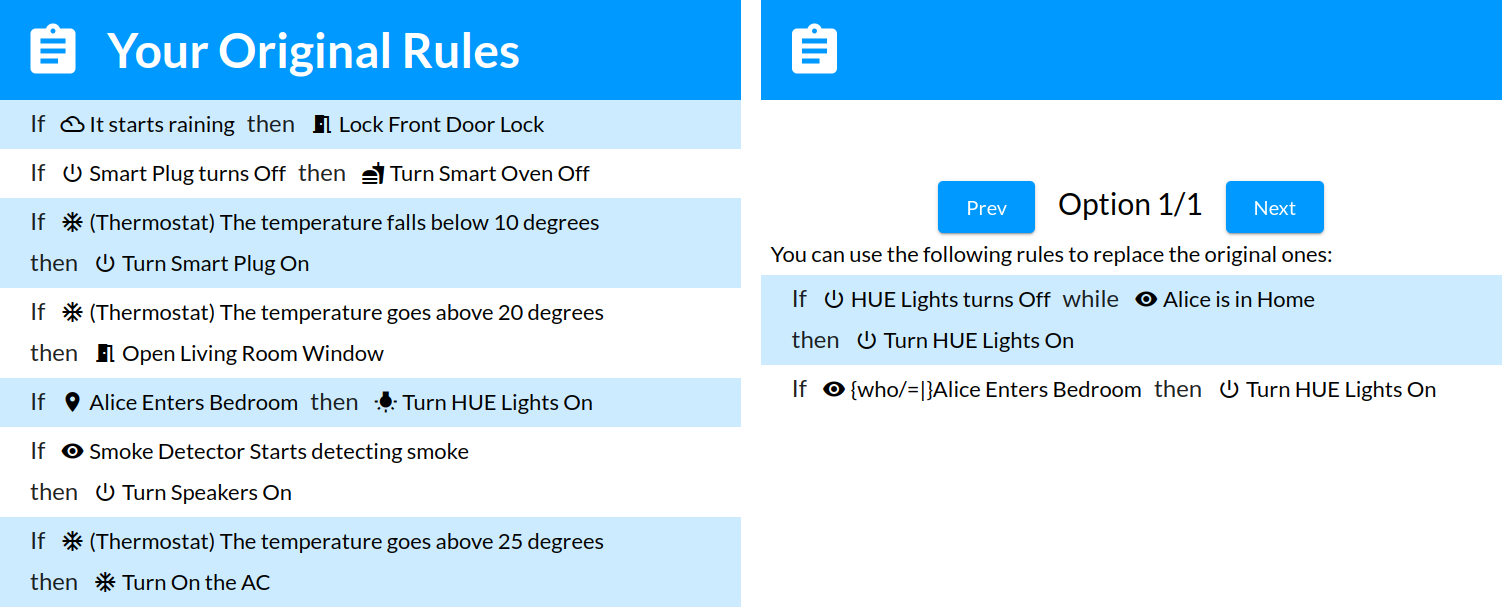 Your Original Rules
If It starts raining then Lock Front Door Lock
If Smart Plug turns Off then Turn Smart Oven Off
If (Thermostat) The temperature falls below 10 degrees
then Turn Smart Plug On
If (Thermostat) The temperature goes above 20 degrees
then Open Living Room Window
If Alice Enters Bedroom then Turn HUE Lights On
If Smoke Detector Starts detecting smoke
then Turn Speakers On
If (Thermostat) The temperature goes above 25 degrees
then Turn On the AC
Prev Option 1/1 Next
You can use the following rules to replace the original ones:
If HUE Lights turns Off while Alice is in Home
then Turn HUE Lights On
If {who/=|}Alice Enters Bedroom then Turn HUE Lights On